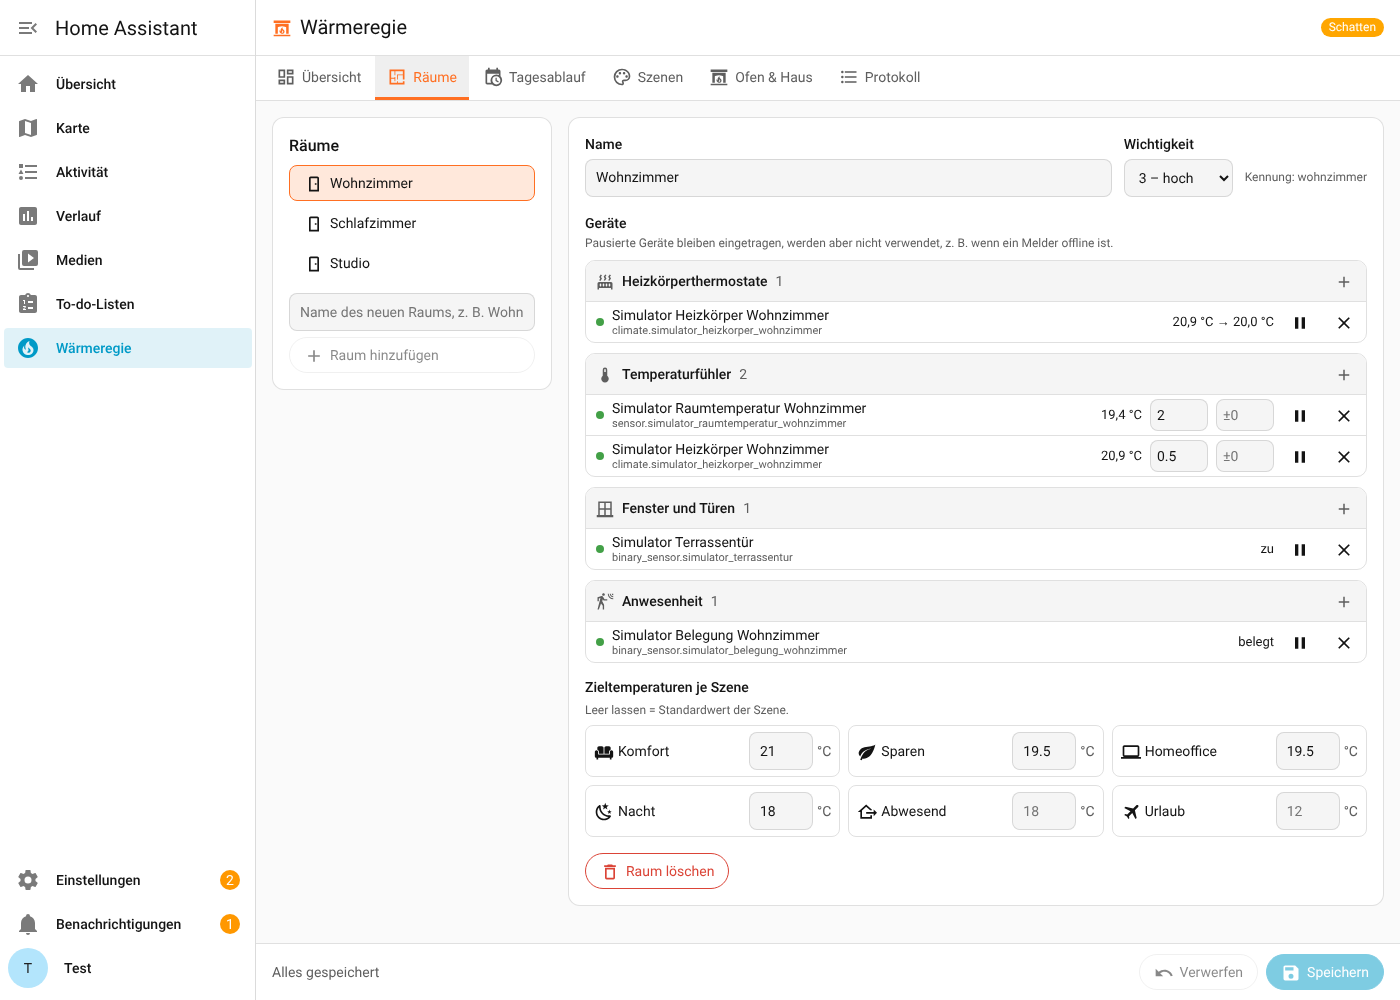 Home Assistant
Wärmeregie
Schatten
Übersicht
Karte
Aktivität
Verlauf
Medien
To-do-Listen
Wärmeregie
Einstellungen 2
Benachrichtigungen 1
T Test
Übersicht Räume Tagesablauf Szenen Ofen & Haus Protokoll
Räume
Wohnzimmer
Schlafzimmer
Studio
Name des neuen Raums, z. B. Wohn
Raum hinzufügen
Name Wichtigkeit
Wohnzimmer 3 – hoch Kennung: wohnzimmer
Geräte
Pausierte Geräte bleiben eingetragen, werden aber nicht verwendet, z. B. wenn ein Melder offline ist.
Heizkörperthermostate 1
Simulator Heizkörper Wohnzimmer 20,9 °C → 20,0 °C
climate.simulator_heizkorper_wohnzimmer
Temperaturfühler 2
Simulator Raumtemperatur Wohnzimmer 19,4 °C 2 ±0
sensor.simulator_raumtemperatur_wohnzimmer
Simulator Heizkörper Wohnzimmer 20,9 °C 0.5 ±0
climate.simulator_heizkorper_wohnzimmer
Fenster und Türen 1
Simulator Terrassentür zu
binary_sensor.simulator_terrassentur
Anwesenheit 1
Simulator Belegung Wohnzimmer belegt
binary_sensor.simulator_belegung_wohnzimmer
Zieltemperaturen je Szene
Leer lassen = Standardwert der Szene.
Komfort 21 °C Sparen 19.5 °C Homeoffice 19.5 °C
Nacht 18 °C Abwesend 18 °C Urlaub 12 °C
Raum löschen
Alles gespeichert Verwerfen Speichern